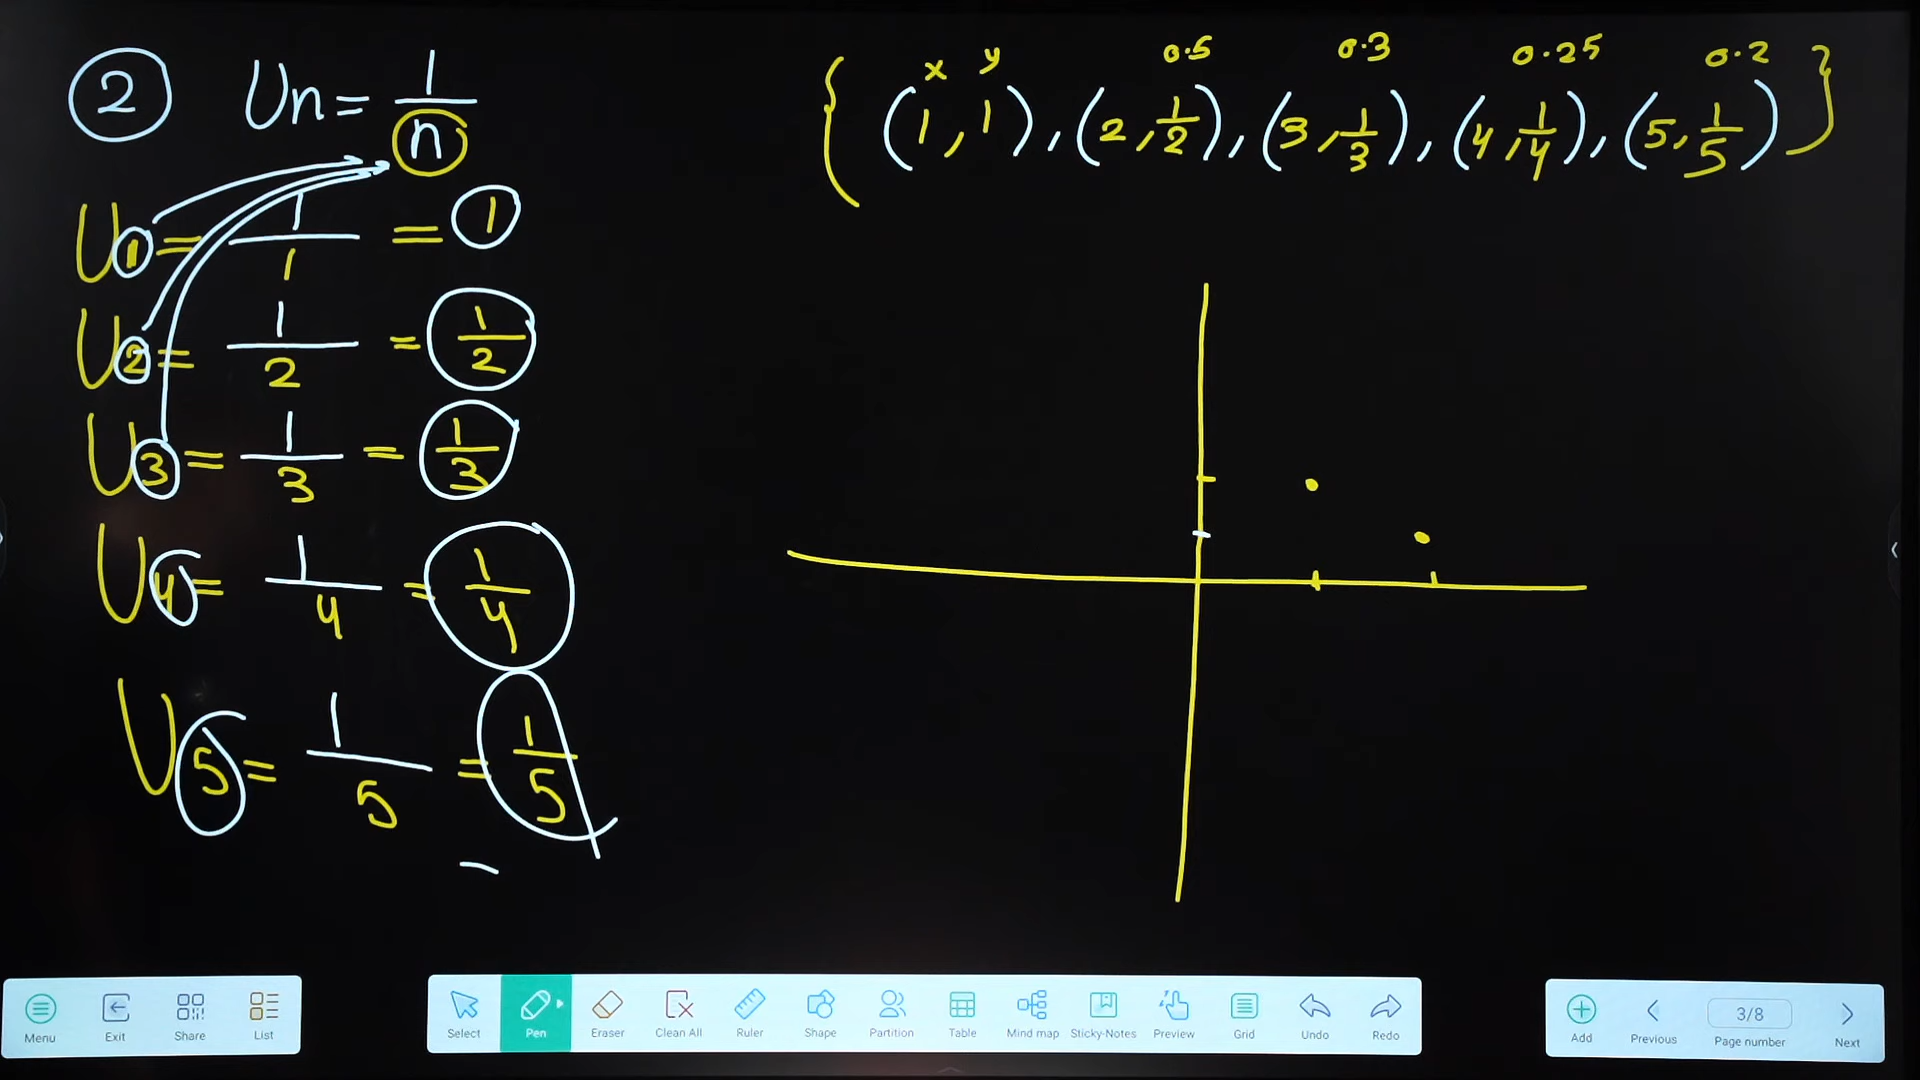 ② Un = 1/n
U1 = 1/1 = 1
U2 = 1/2 = 1/2
U3 = 1/3 = 1/3
U4 = 1/4 = 1/4
U5 = 1/5 = 1/5
x y 0.5 0.3 0.25 0.2
{ (1, 1), (2, 1/2), (3, 1/3), (4, 1/4), (5, 1/5) }
Menu Exit Share List
Select Pen Eraser Clean All Ruler Shape Partition Table Mind map Sticky-Notes Preview Grid Undo Redo
3/8
Add Previous Page number Next